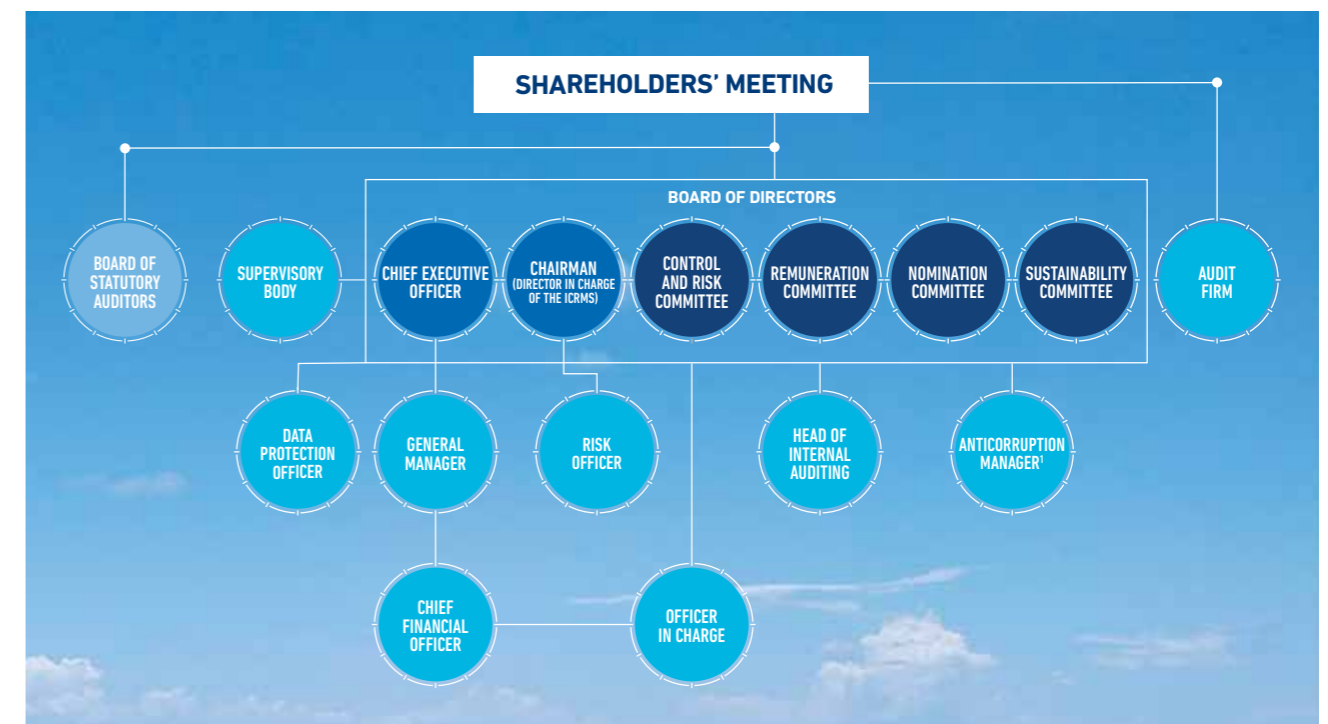 SHAREHOLDERS’ MEETING
BOARD OF DIRECTORS
BOARD OF
STATUTORY
AUDITORS
SUPERVISORY
BODY
CHIEF EXECUTIVE
OFFICER
CHAIRMAN
(DIRECTOR IN CHARGE
OF THE ICRMS)
CONTROL
AND RISK
COMMITTEE
REMUNERATION
COMMITTEE
NOMINATION
COMMITTEE
SUSTAINABILITY
COMMITTEE
AUDIT
FIRM
DATA
PROTECTION
OFFICER
GENERAL
MANAGER
RISK
OFFICER
HEAD OF
INTERNAL
AUDITING
ANTICORRUPTION
MANAGER¹
CHIEF
FINANCIAL
OFFICER
OFFICER
IN CHARGE